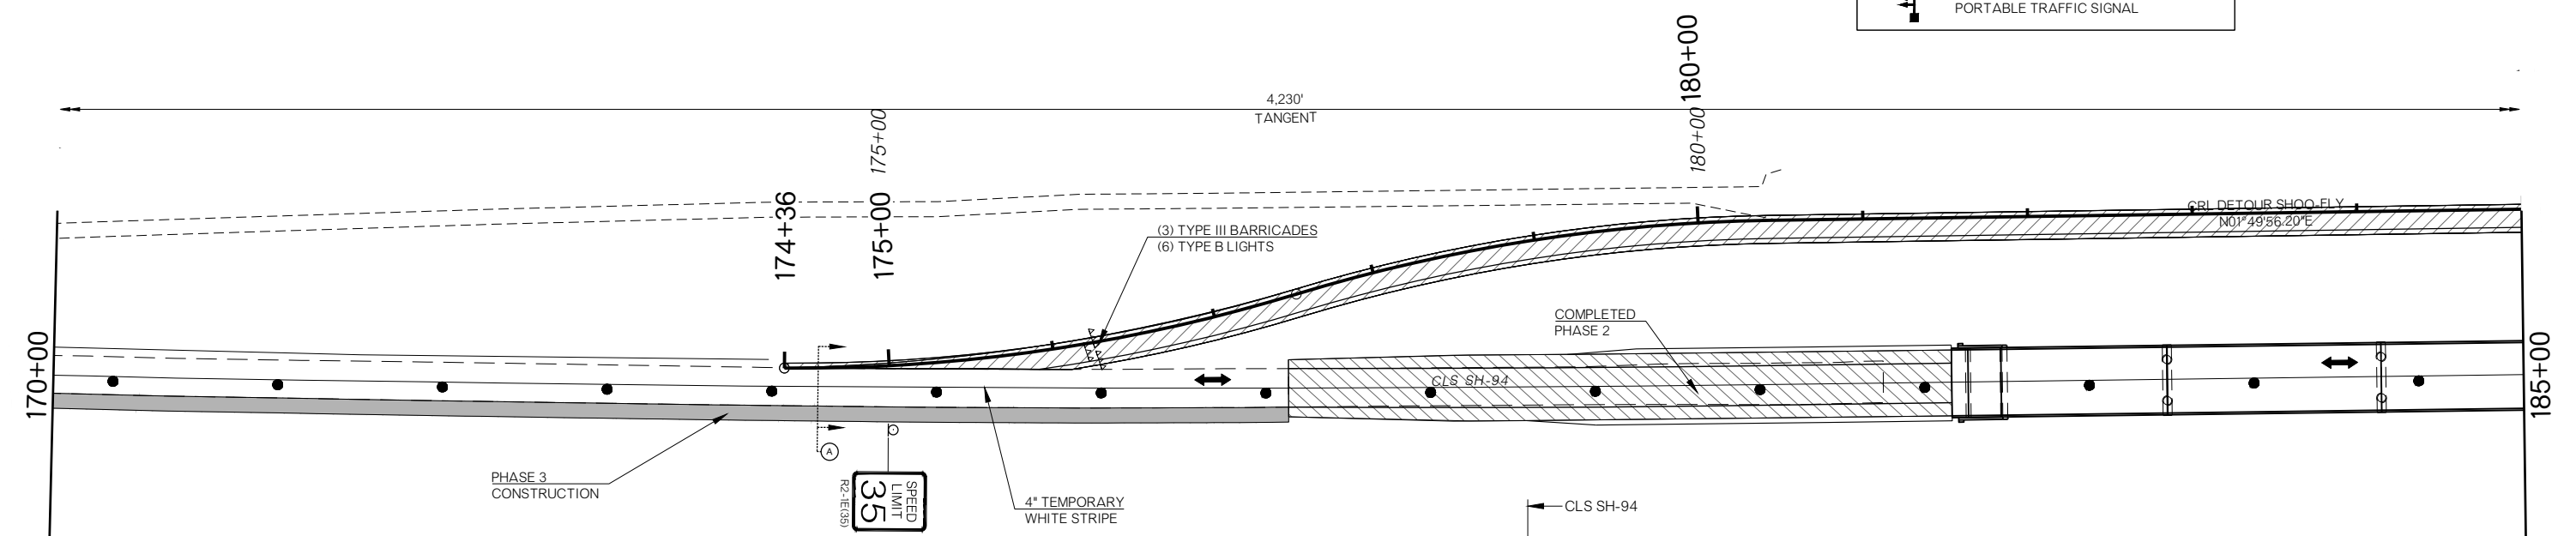 PORTABLE TRAFFIC SIGNAL
180+00
4,230'
TANGENT
175+00
180+00
174+36
175+00
CRL DETOUR SHOO-FLY
N01°49'56.20"E
(3) TYPE III BARRICADES
(6) TYPE B LIGHTS
COMPLETED
PHASE 2
170+00
185+00
CLS SH-94
A
PHASE 3
CONSTRUCTION
SPEED
LIMIT
35
R2-1E(35)
4" TEMPORARY
WHITE STRIPE
CLS SH-94